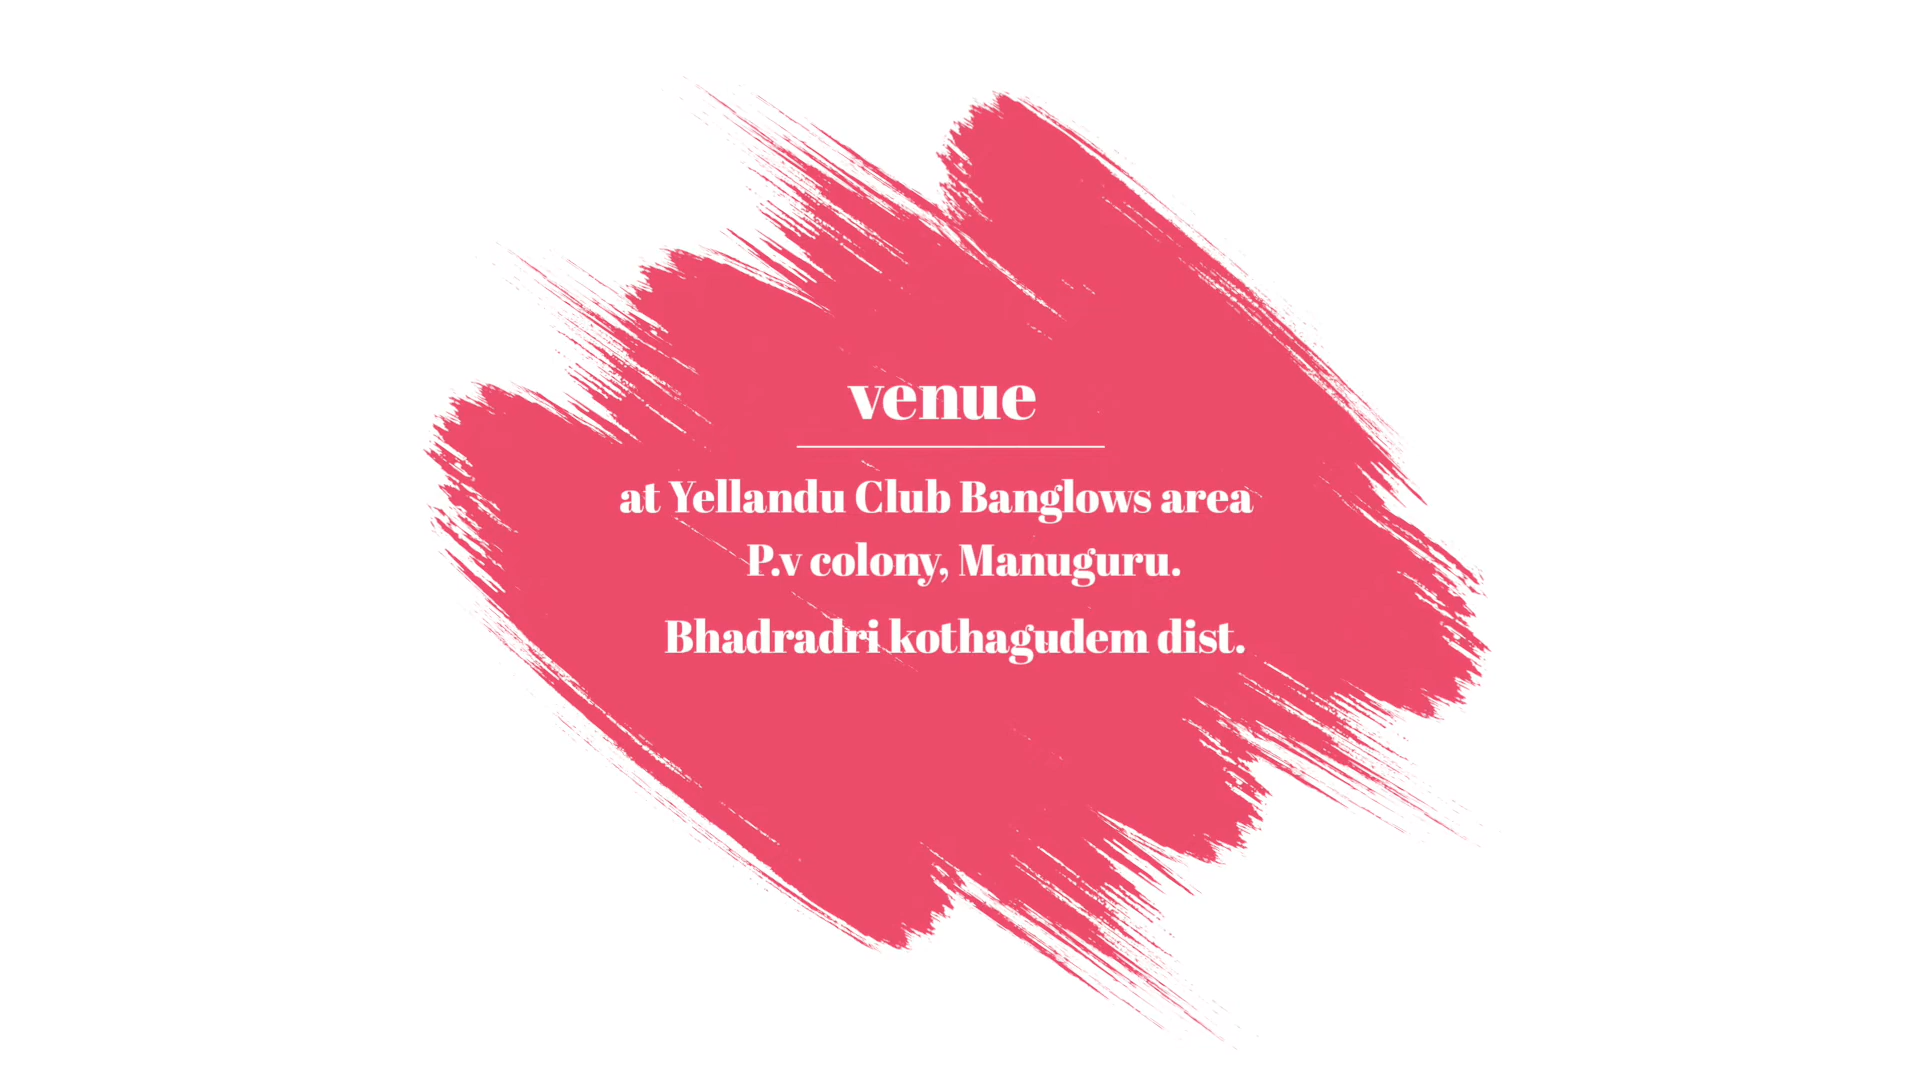 venue
at Yellandu Club Banglows area
P.v colony, Manuguru.
Bhadradri kothagudem dist.